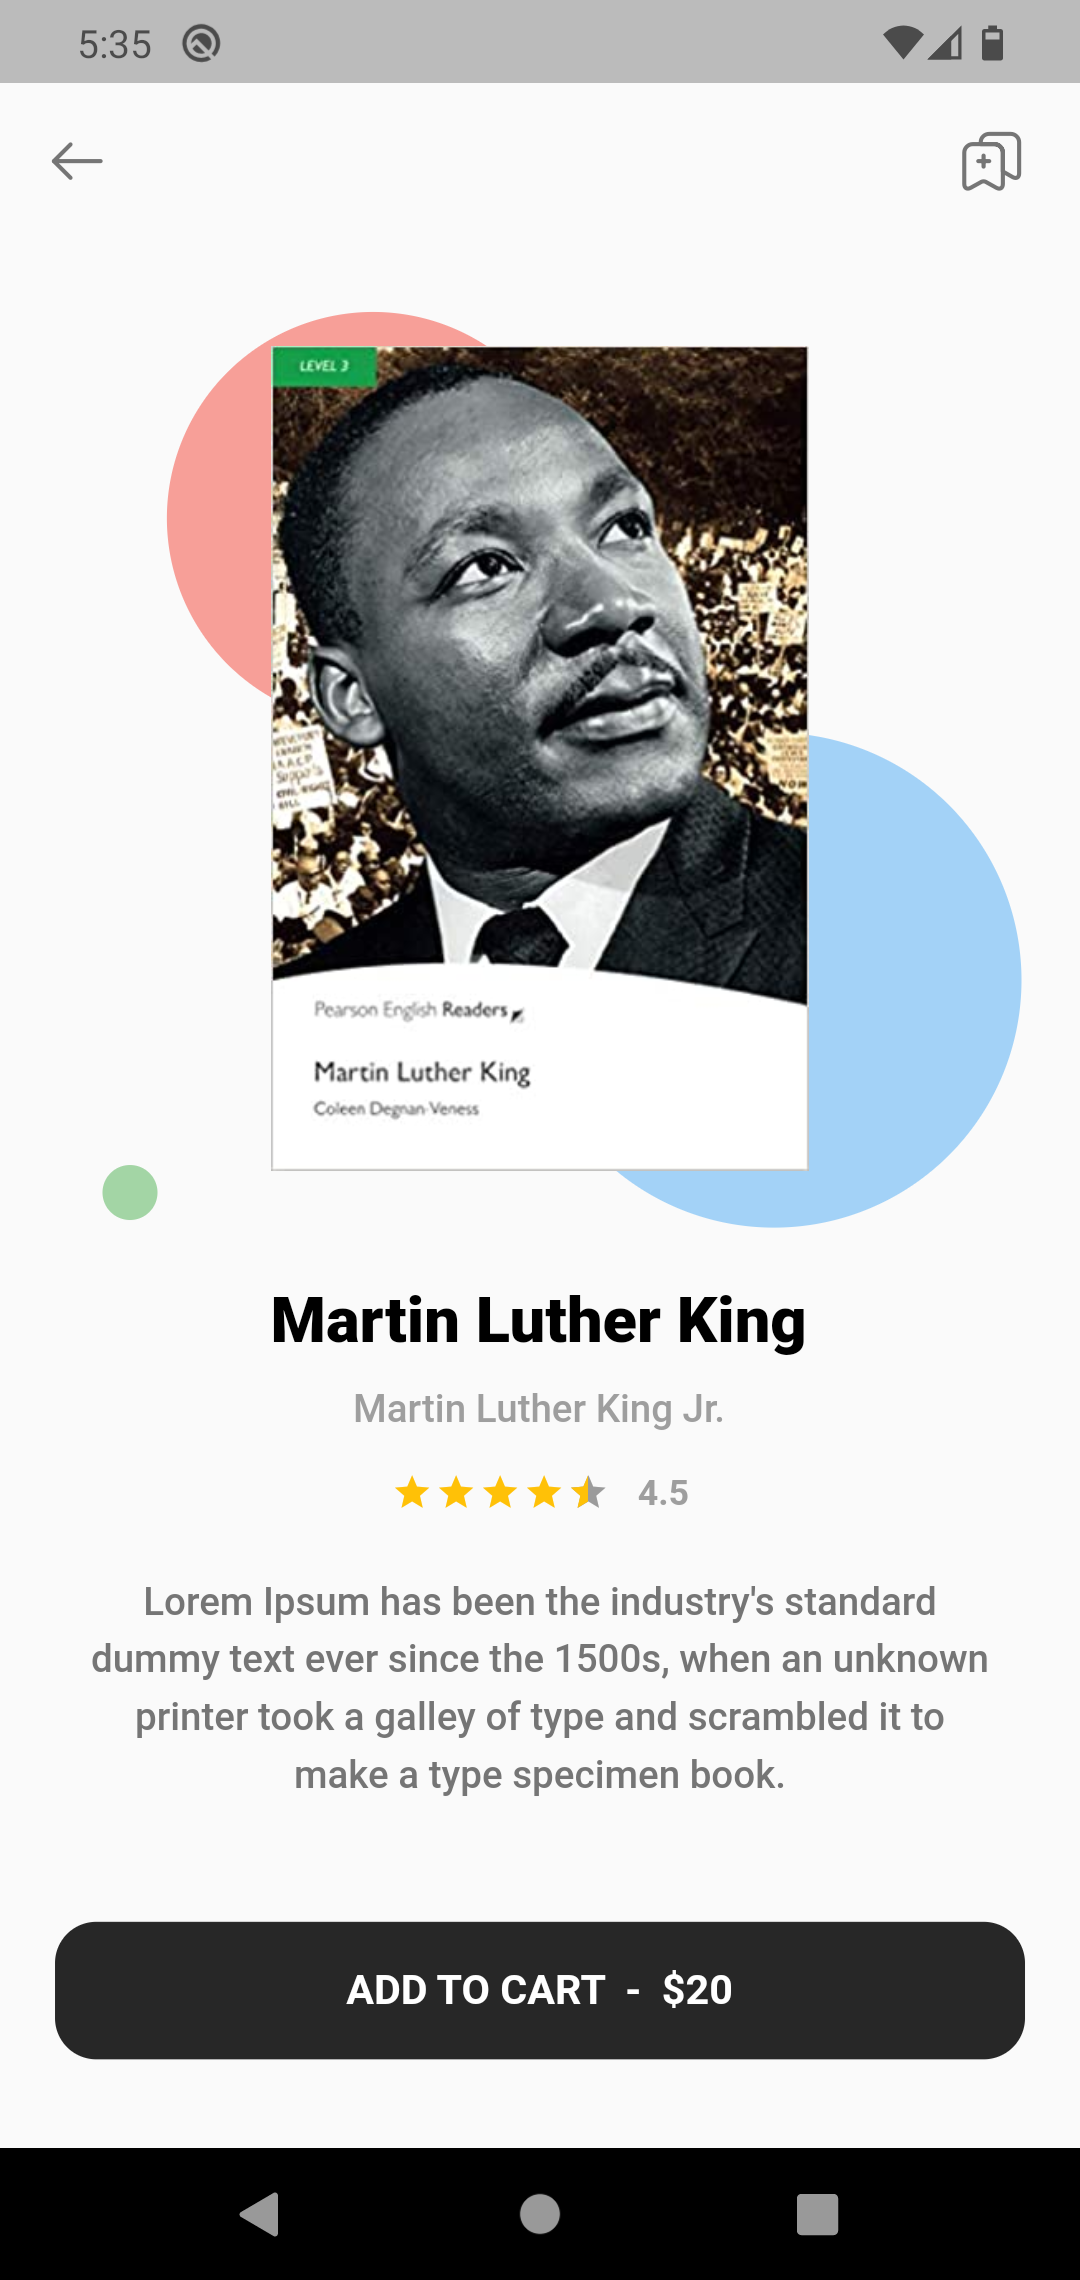 5:35
LEVEL 3
Pearson English Readers
Martin Luther King
Coleen Degnan-Veness
Martin Luther King
Martin Luther King Jr.
4.5
Lorem Ipsum has been the industry's standard
dummy text ever since the 1500s, when an unknown
printer took a galley of type and scrambled it to
make a type specimen book.
ADD TO CART - $20